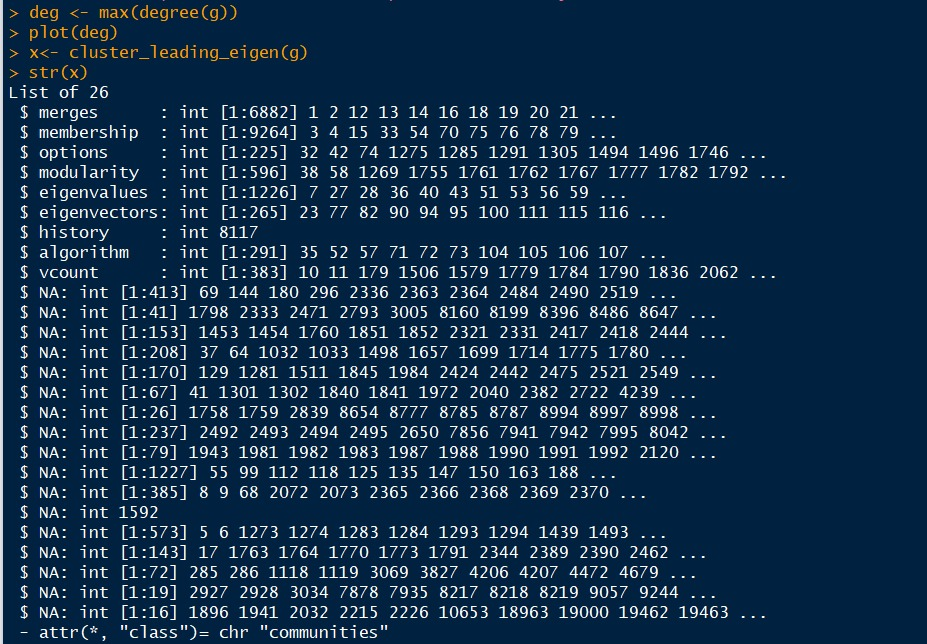 > deg <- max(degree(g))
> plot(deg)
> x<- cluster_leading_eigen(g)
> str(x)
List of 26
 $ merges      : int [1:6882] 1 2 12 13 14 16 18 19 20 21 ...
 $ membership  : int [1:9264] 3 4 15 33 54 70 75 76 78 79 ...
 $ options     : int [1:225] 32 42 74 1275 1285 1291 1305 1494 1496 1746 ...
 $ modularity  : int [1:596] 38 58 1269 1755 1761 1762 1767 1777 1782 1792 ...
 $ eigenvalues : int [1:1226] 7 27 28 36 40 43 51 53 56 59 ...
 $ eigenvectors: int [1:265] 23 77 82 90 94 95 100 111 115 116 ...
 $ history     : int 8117
 $ algorithm   : int [1:291] 35 52 57 71 72 73 104 105 106 107 ...
 $ vcount      : int [1:383] 10 11 179 1506 1579 1779 1784 1790 1836 2062 ...
 $ NA: int [1:413] 69 144 180 296 2336 2363 2364 2484 2490 2519 ...
 $ NA: int [1:41] 1798 2333 2471 2793 3005 8160 8199 8396 8486 8647 ...
 $ NA: int [1:153] 1453 1454 1760 1851 1852 2321 2331 2417 2418 2444 ...
 $ NA: int [1:208] 37 64 1032 1033 1498 1657 1699 1714 1775 1780 ...
 $ NA: int [1:170] 129 1281 1511 1845 1984 2424 2442 2475 2521 2549 ...
 $ NA: int [1:67] 41 1301 1302 1840 1841 1972 2040 2382 2722 4239 ...
 $ NA: int [1:26] 1758 1759 2839 8654 8777 8785 8787 8994 8997 8998 ...
 $ NA: int [1:237] 2492 2493 2494 2495 2650 7856 7941 7942 7995 8042 ...
 $ NA: int [1:79] 1943 1981 1982 1983 1987 1988 1990 1991 1992 2120 ...
 $ NA: int [1:1227] 55 99 112 118 125 135 147 150 163 188 ...
 $ NA: int [1:385] 8 9 68 2072 2073 2365 2366 2368 2369 2370 ...
 $ NA: int 1592
 $ NA: int [1:573] 5 6 1273 1274 1283 1284 1293 1294 1439 1493 ...
 $ NA: int [1:143] 17 1763 1764 1770 1773 1791 2344 2389 2390 2462 ...
 $ NA: int [1:72] 285 286 1118 1119 3069 3827 4206 4207 4472 4679 ...
 $ NA: int [1:19] 2927 2928 3034 7878 7935 8217 8218 8219 9057 9244 ...
 $ NA: int [1:16] 1896 1941 2032 2215 2226 10653 18963 19000 19462 19463 ...
 - attr(*, "class")= chr "communities"